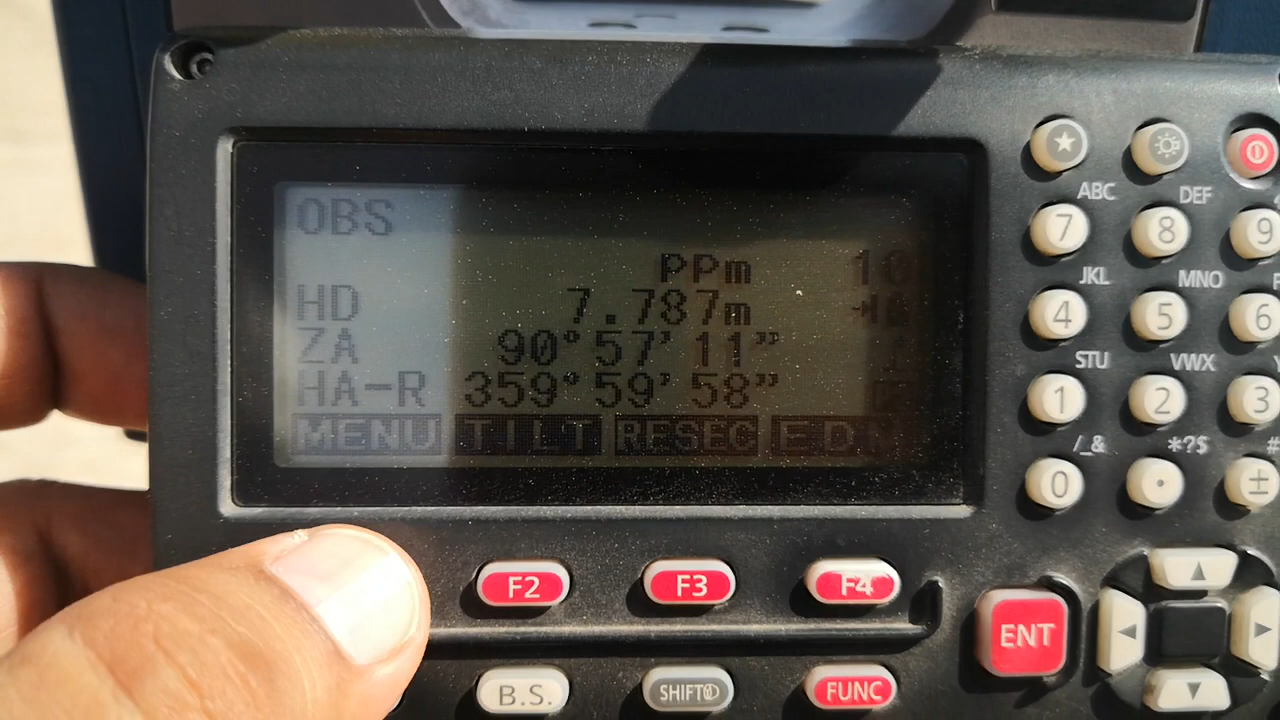 OBS
PPm 10
HD 7.787m
ZA 90°57'11"
HA-R 359°59'58"
MENU TILT RESEC EDM
ABC DEF
7 8 9
JKL MNO
4 5 6
STU VWX
1 2 3
/_& *?$ #
0 . ±
F2 F3 F4
ENT
B.S. SHIFT FUNC